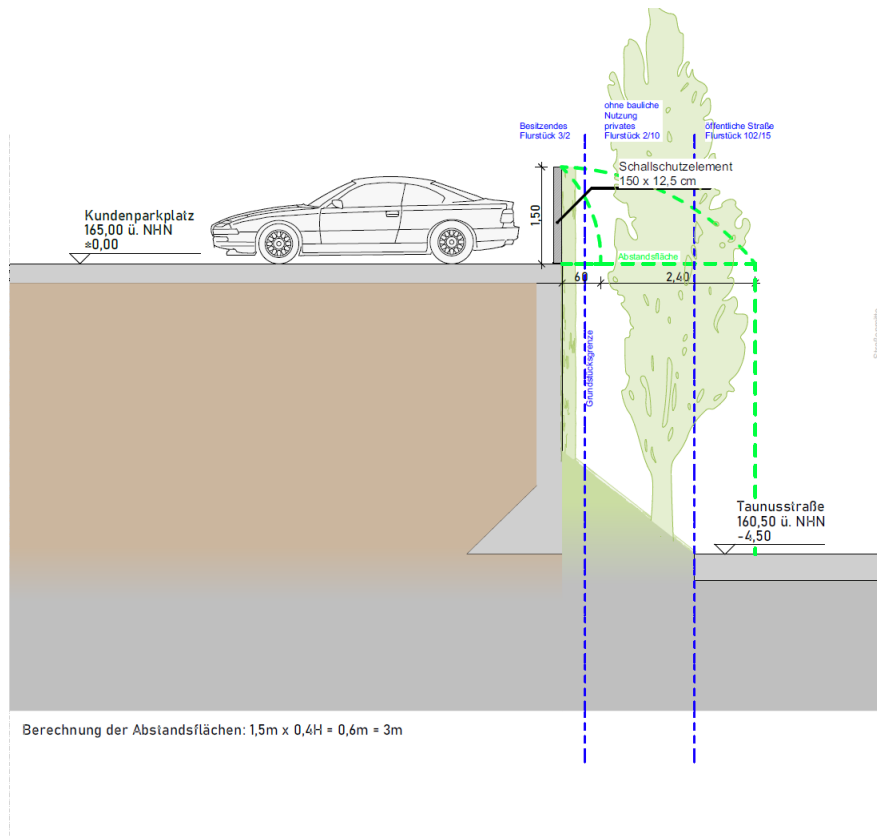 ohne bauliche
Nutzung
privates
Flurstück 2/10
Besitzendes
Flurstück 3/2
öffentliche Straße
Flurstück 102/15
Schallschutzelement
150 x 12,5 cm
Kundenparkplatz
165,00 ü. NHN
±0,00
1,50
Abstandsfläche
60
2,40
Grundstücksgrenze
Taunusstraße
160,50 ü. NHN
-4,50
Berechnung der Abstandsflächen: 1,5m x 0,4H = 0,6m = 3m